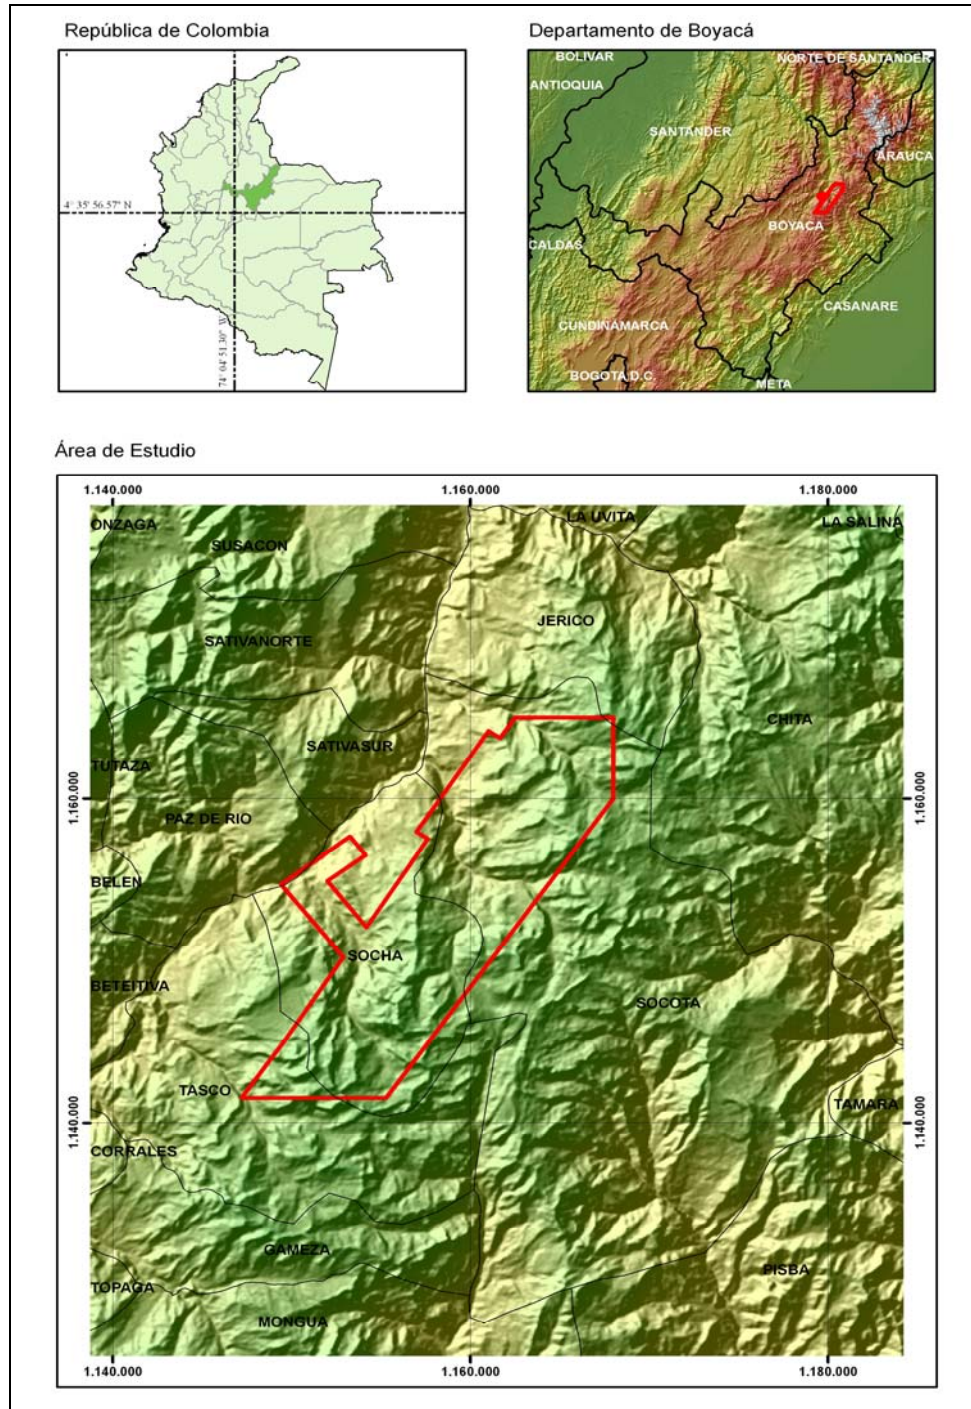 República de Colombia
Departamento de Boyacá
4° 35' 56.57" N
74° 04' 51.30" W
BOLIVAR
NORTE DE SANTANDER
ANTIOQUIA
SANTANDER
ARAUCA
BOYACA
CALDAS
CASANARE
CUNDINAMARCA
BOGOTA D.C.
META
Área de Estudio
1.140.000
1.160.000
1.180.000
ONZAGA
LA UVITA
LA SALINA
SUSACON
JERICO
SATIVANORTE
CHITA
SATIVASUR
TUTAZA
1.160.000
1.160.000
PAZ DE RIO
BELEN
SOCHA
BETEITIVA
SOCOTA
TASCO
TAMARA
1.140.000
1.140.000
CORRALES
GAMEZA
PISBA
TOPAGA
MONGUA
1.140.000
1.160.000
1.180.000